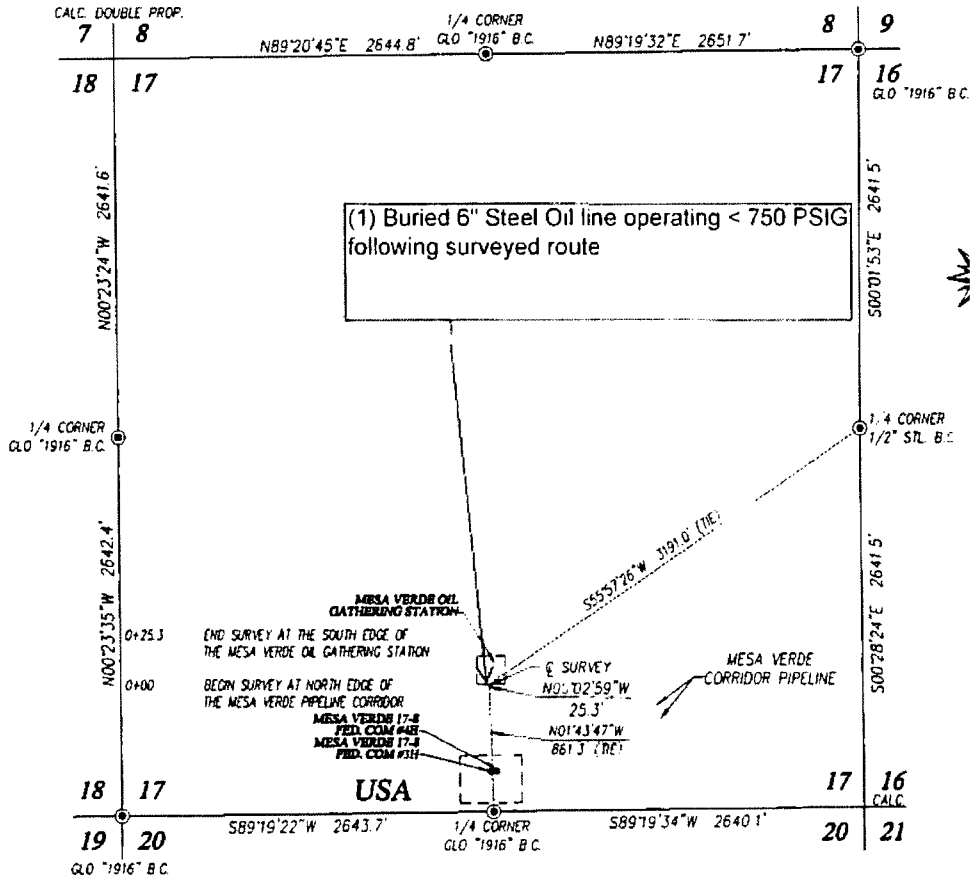 CALC. DOUBLE PROP.
7 8
1/4 CORNER
GLO "1916" B.C.
8 9
N89°20'45"E 2644.8'
N89°19'32"E 2651.7'
18 17
17 16
GLO "1916" B.C.
N00°23'24"W 2641.6'
S00°01'53"E 2641.5'
(1) Buried 6" Steel Oil line operating < 750 PSIG
following surveyed route
1/4 CORNER
GLO "1916" B.C.
1/4 CORNER
1/2" STL. B.C.
S55°57'26"W 3191.0' (TIE)
N00°23'35"W 2642.4'
S00°28'24"E 2641.5'
MESA VERDE OIL
GATHERING STATION
0+25.3 END SURVEY AT THE SOUTH EDGE OF
THE MESA VERDE OIL GATHERING STATION
℄ SURVEY
25.3'
MESA VERDE
CORRIDOR PIPELINE
0+00 BEGIN SURVEY AT NORTH EDGE OF
THE MESA VERDE PIPELINE CORRIDOR
N01°43'47"W
861.3' (TIE)
MESA VERDE 17-8
FED. COM #4H
MESA VERDE 17-8
FED. COM #3H
USA
18 17
17 16
CALC.
S89°19'22"W 2643.7'
S89°19'34"W 2640.1'
19 20
GLO "1916" B.C.
1/4 CORNER
GLO "1916" B.C.
20 21